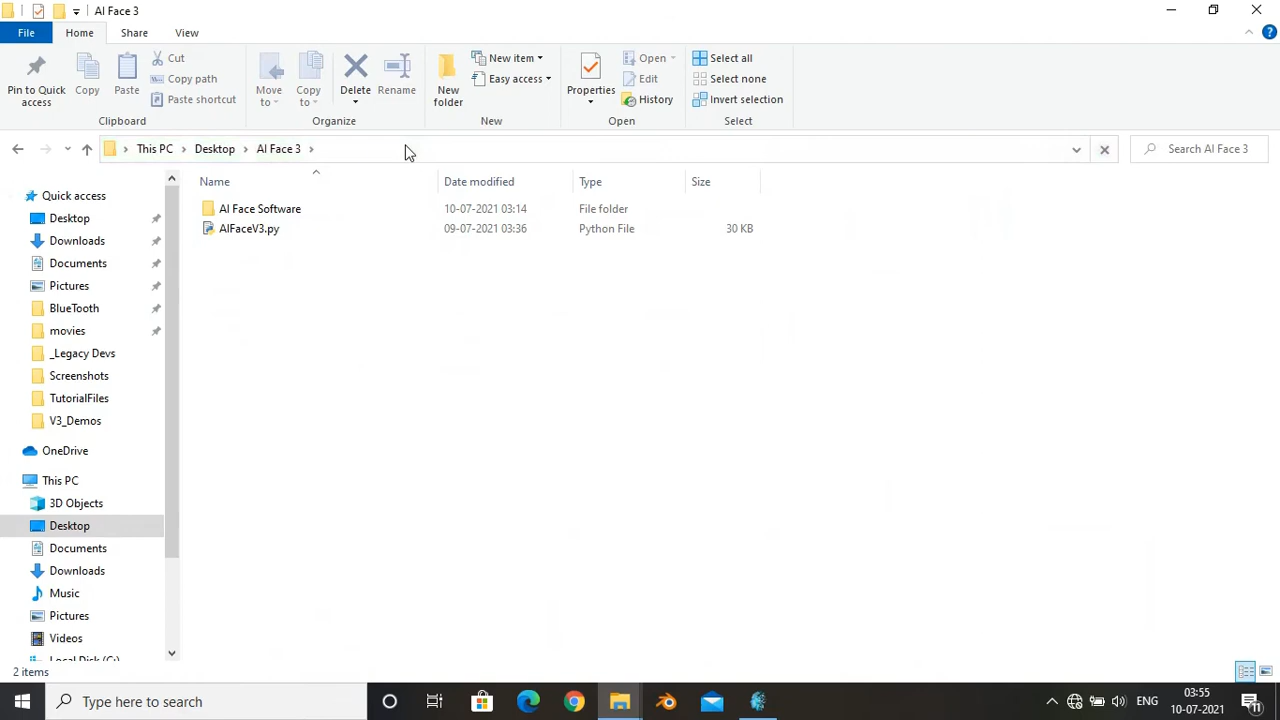 AI Face 3
File Home Share View
Pin to Quick access
Copy
Paste
Cut
Copy path
Paste shortcut
Clipboard
Move to
Copy to
Delete
Rename
Organize
New folder
New item
Easy access
New
Properties
Open
Edit
History
Open
Select all
Select none
Invert selection
Select
This PC Desktop AI Face 3
Search AI Face 3
Name Date modified Type Size
AI Face Software 10-07-2021 03:14 File folder
AIFaceV3.py 09-07-2021 03:36 Python File 30 KB
Quick access
Desktop
Downloads
Documents
Pictures
BlueTooth
movies
_Legacy Devs
Screenshots
TutorialFiles
V3_Demos
OneDrive
This PC
3D Objects
Desktop
Documents
Downloads
Music
Pictures
Videos
Local Disk (C:)
2 items
Type here to search
ENG
03:55
10-07-2021
11